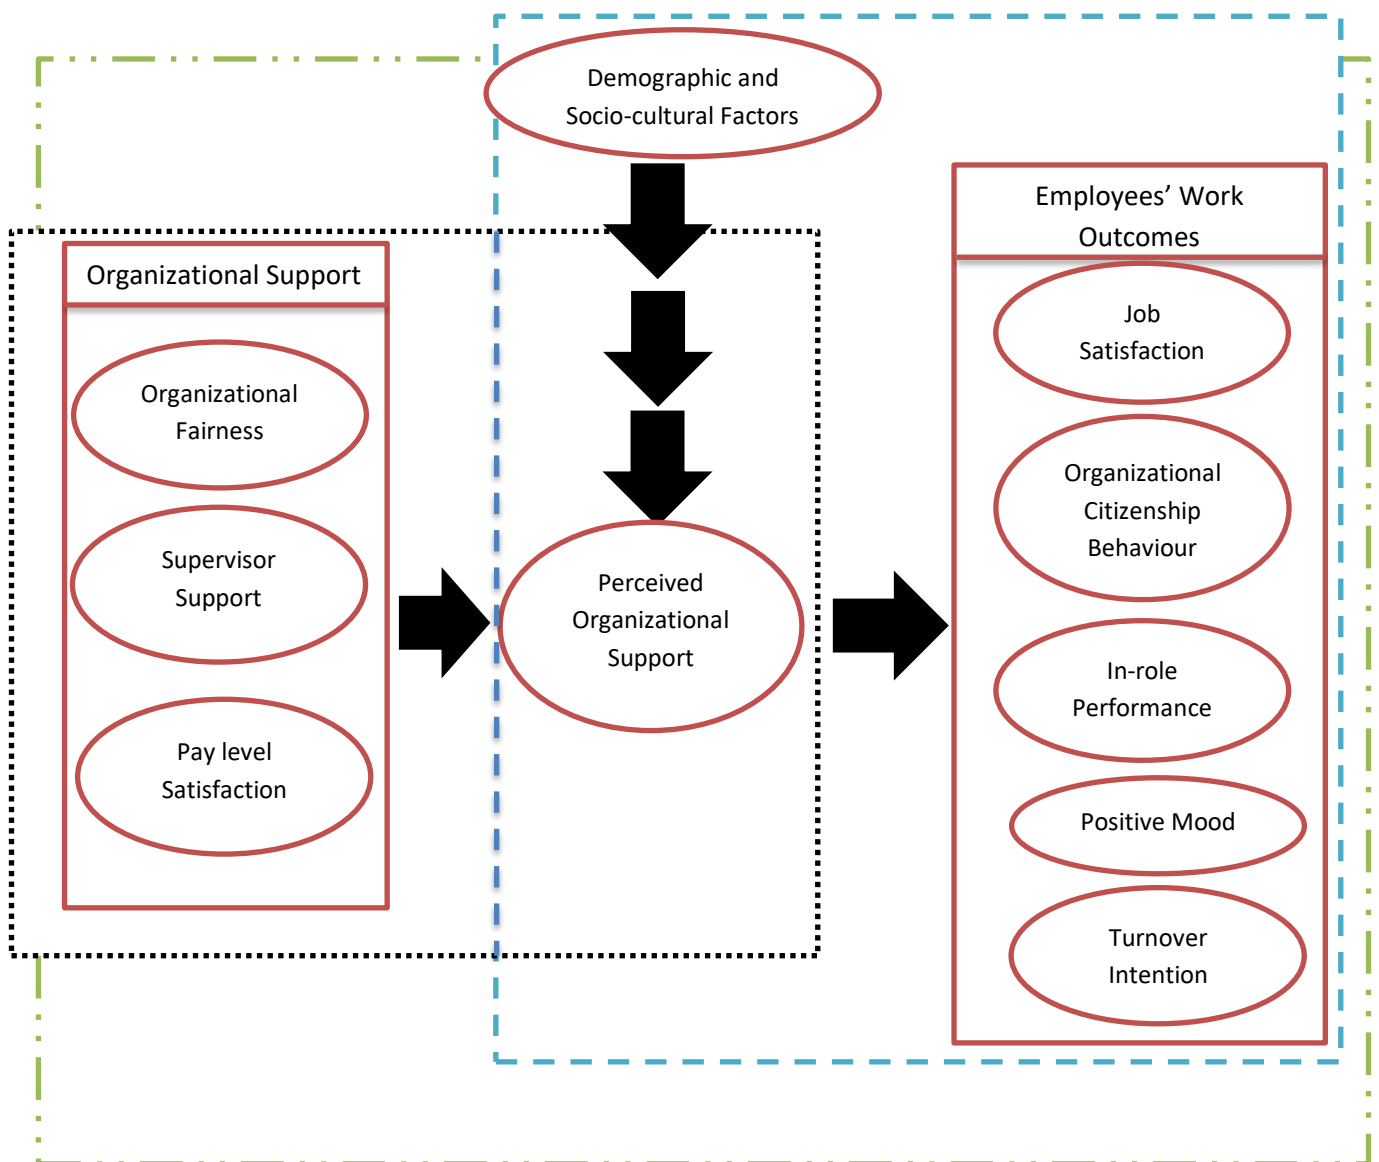 Demographic and
Socio-cultural Factors
Organizational Support
Organizational
Fairness
Supervisor
Support
Pay level
Satisfaction
Perceived
Organizational
Support
Employees’ Work
Outcomes
Job
Satisfaction
Organizational
Citizenship
Behaviour
In-role
Performance
Positive Mood
Turnover
Intention